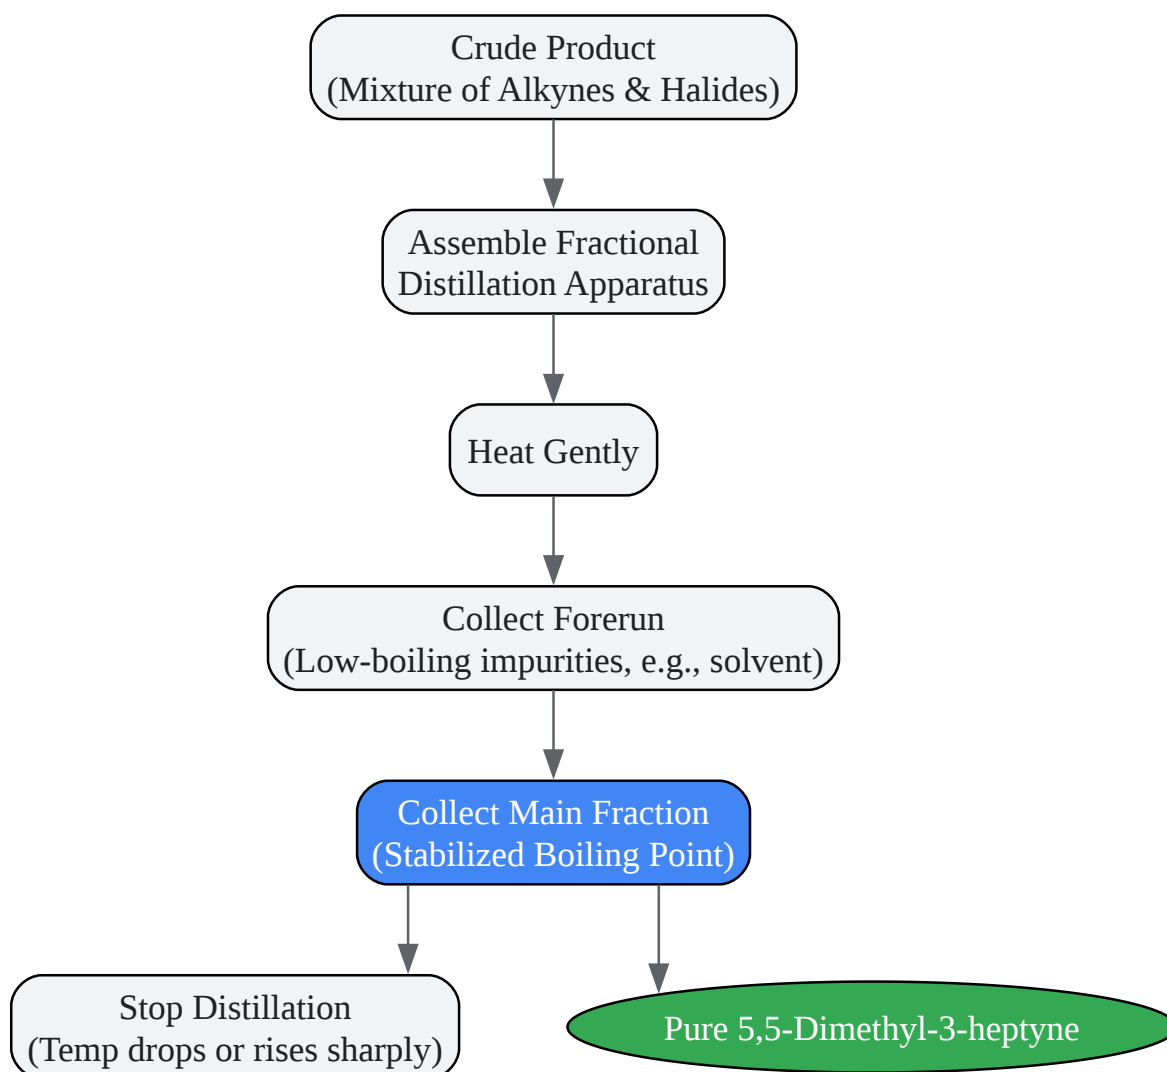 Crude Product
(Mixture of Alkynes & Halides)
Assemble Fractional
Distillation Apparatus
Heat Gently
Collect Forerun
(Low-boiling impurities, e.g., solvent)
Collect Main Fraction
(Stabilized Boiling Point)
Stop Distillation
(Temp drops or rises sharply)
Pure 5,5-Dimethyl-3-heptyne